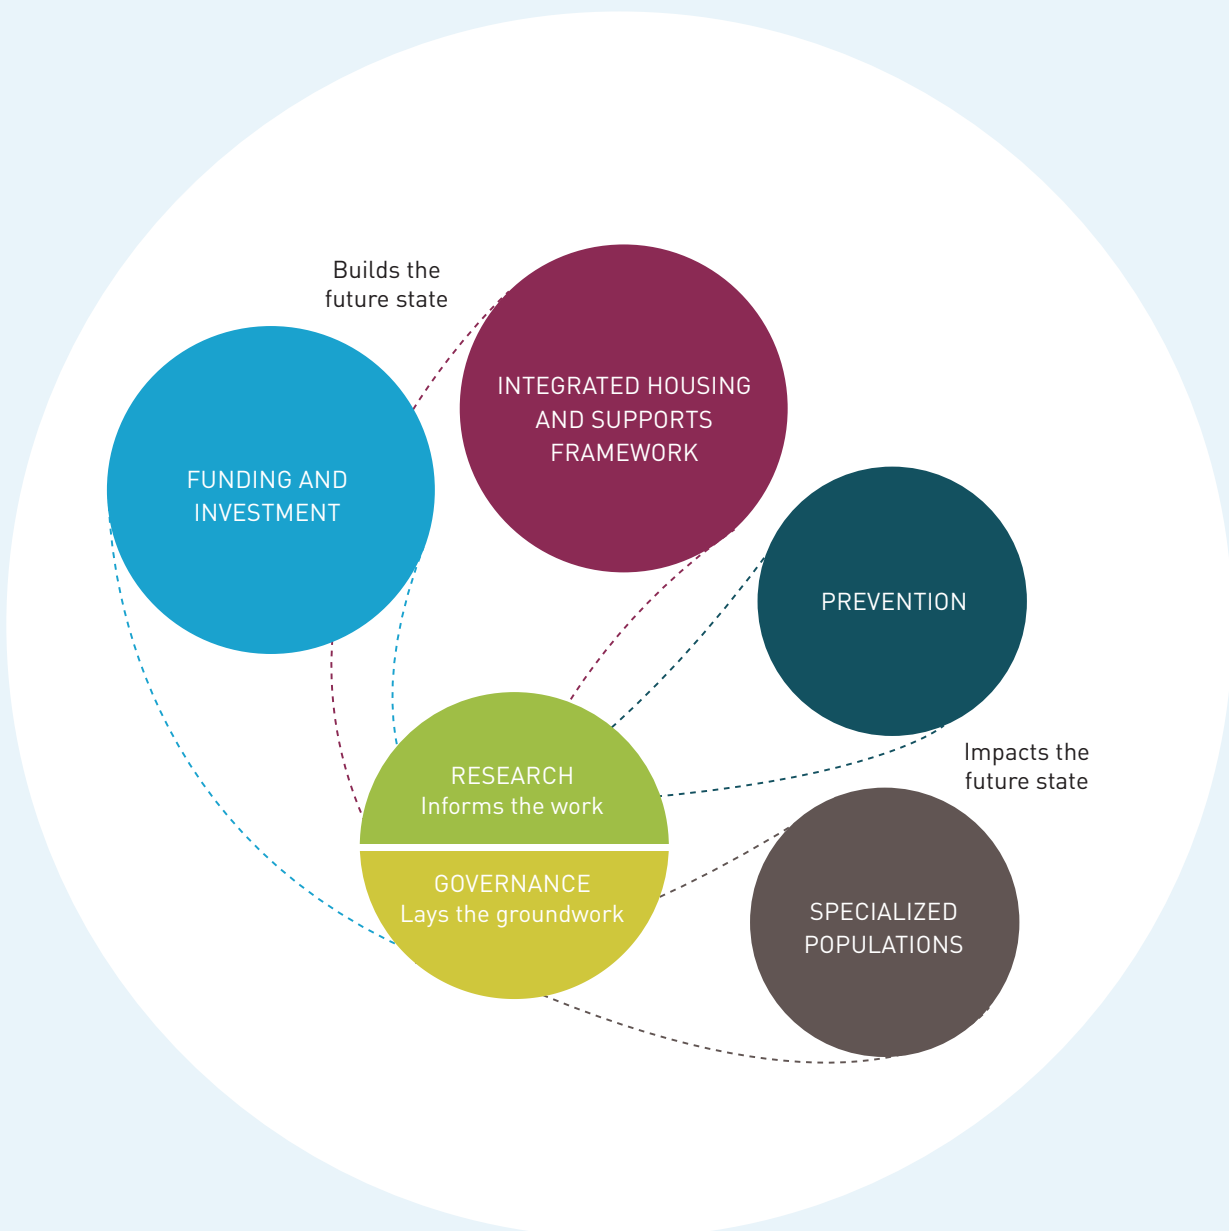 Builds the
future state
INTEGRATED HOUSING
AND SUPPORTS
FRAMEWORK
FUNDING AND
INVESTMENT
PREVENTION
Impacts the
future state
RESEARCH
Informs the work
GOVERNANCE
Lays the groundwork
SPECIALIZED
POPULATIONS